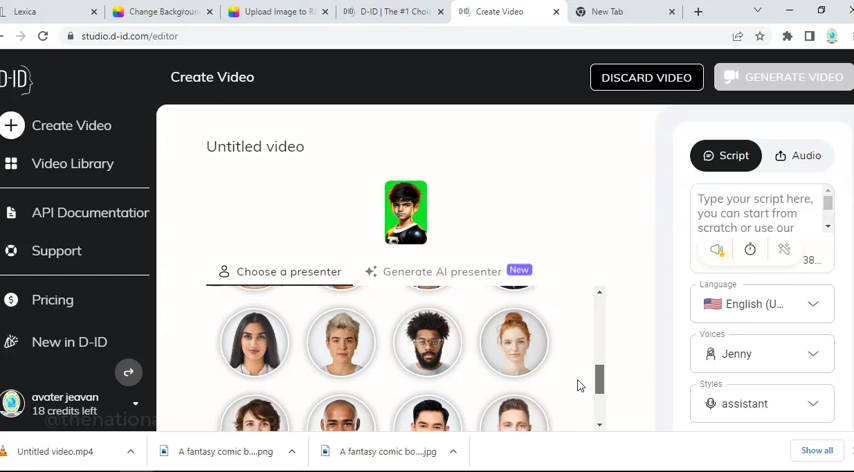 Lexica
Change Background
Upload Image to R
D-ID | The #1 Choi
Create Video
New Tab
studio.d-id.com/editor
D-ID
Create Video
DISCARD VIDEO
GENERATE VIDEO
Create Video
Video Library
API Documentation
Support
Pricing
New in D-ID
avater jeavan
18 credits left
@thenationa
Untitled video
Choose a presenter
Generate AI presenter
New
Script
Audio
Type your script here,
you can start from
scratch or use our
38...
Language
English (U...
Voices
Jenny
Styles
assistant
Untitled video.mp4
A fantasy comic b....png
A fantasy comic bo....jpg
Show all